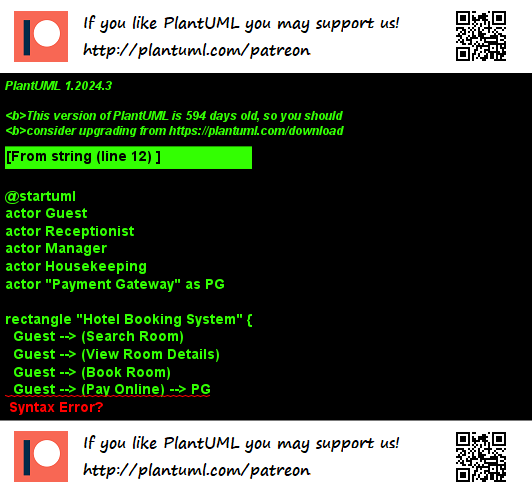 If you like PlantUML you may support us!
http://plantuml.com/patreon
PlantUML 1.2024.3
<b>This version of PlantUML is 594 days old, so you should
<b>consider upgrading from https://plantuml.com/download
[From string (line 12) ]
@startuml
actor Guest
actor Receptionist
actor Manager
actor Housekeeping
actor "Payment Gateway" as PG
rectangle "Hotel Booking System" {
Guest --> (Search Room)
Guest --> (View Room Details)
Guest --> (Book Room)
Guest --> (Pay Online) --> PG
Syntax Error?
If you like PlantUML you may support us!
http://plantuml.com/patreon